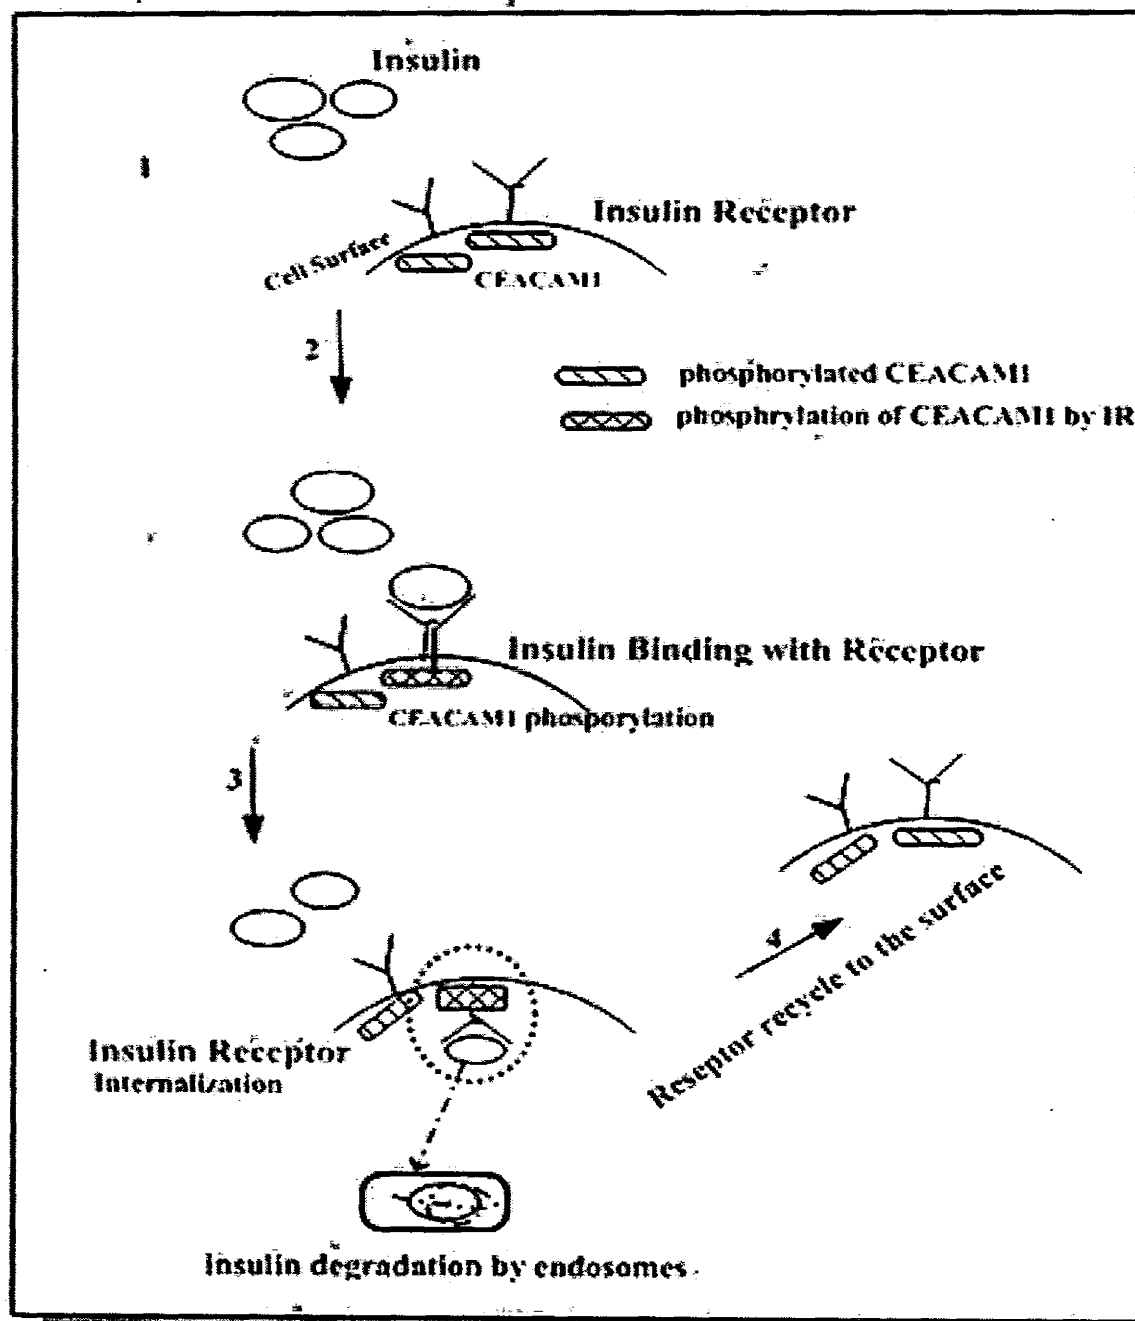 Insulin
1
Insulin Receptor
Cell Surface
CEACAM1
2
phosphorylated CEACAM1
phosphrylation of CEACAM1 by IR
Insulin Binding with Receptor
CEACAM1 phosporylation
3
4
Reseptor recycle to the surface
Insulin Receptor
Internalization
Insulin degradation by endosomes